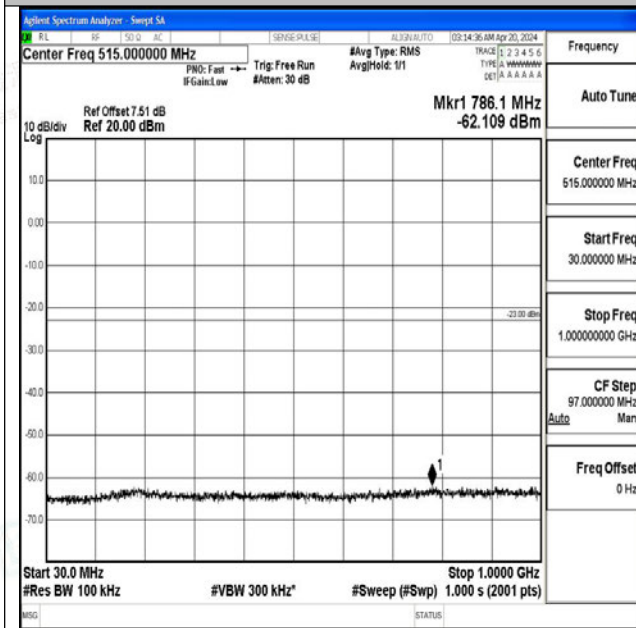 Agilent Spectrum Analyzer - Swept SA
RL RF 50 Ω AC SENSE:PULSE ALIGN AUTO 03:14:36 AM Apr 20, 2024
Center Freq 515.000000 MHz
PNO: Fast
IFGain:Low
Trig: Free Run
#Atten: 30 dB
#Avg Type: RMS
Avg|Hold: 1/1
TRACE 1 2 3 4 5 6
TYPE A WWWWW
DET A A A A A A
Ref Offset 7.51 dB
10 dB/div Ref 20.00 dBm
Log
Mkr1 786.1 MHz
-62.109 dBm
10.0
0.00
-10.0
-20.0
-23.00 dBm
-30.0
-40.0
-50.0
-60.0
-70.0
1
Start 30.0 MHz Stop 1.0000 GHz
#Res BW 100 kHz #VBW 300 kHz* #Sweep (#Swp) 1.000 s (2001 pts)
MSG STATUS
Frequency
Auto Tune
Center Freq
515.000000 MHz
Start Freq
30.000000 MHz
Stop Freq
1.000000000 GHz
CF Step
97.000000 MHz
Auto Man
Freq Offset
0 Hz